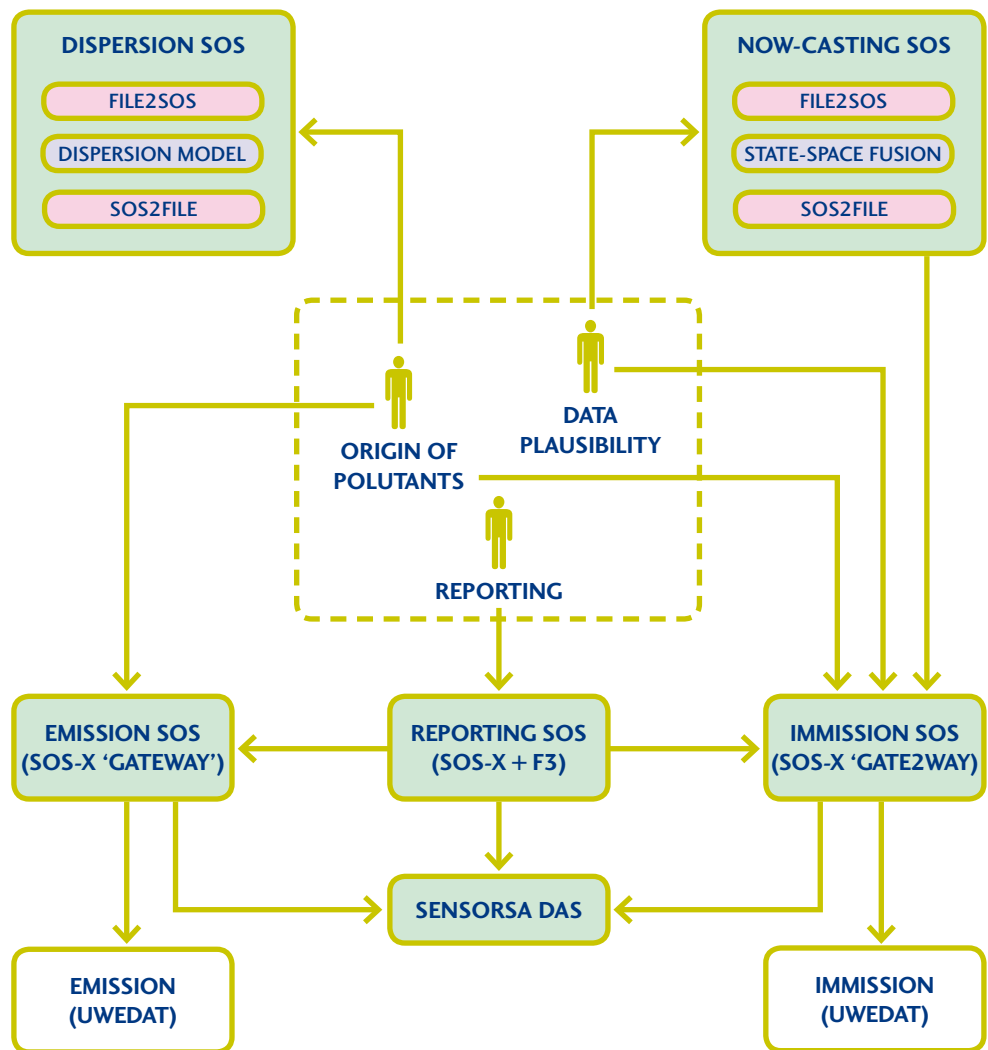 DISPERSION SOS
FILE2SOS
DISPERSION MODEL
SOS2FILE
NOW-CASTING SOS
FILE2SOS
STATE-SPACE FUSION
SOS2FILE
DATA
PLAUSIBILITY
ORIGIN OF
POLUTANTS
REPORTING
EMISSION SOS
(SOS-X ‘GATEWAY’)
REPORTING SOS
(SOS-X + F3)
IMMISSION SOS
(SOS-X ‘GATE2WAY)
SENSORSA DAS
EMISSION
(UWEDAT)
IMMISSION
(UWEDAT)